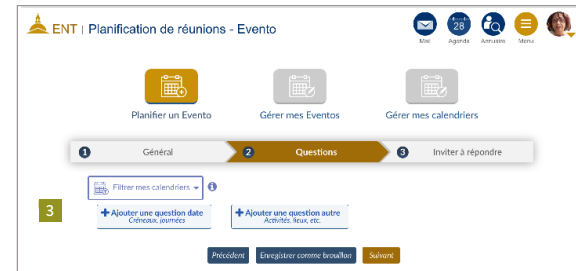 ENT | Planification de réunions - Evento
28
Mail
Agenda
Annuaire
Menu
Planifier un Evento
Gérer mes Eventos
Gérer mes calendriers
1 Général
2 Questions
3 Inviter à répondre
Filtrer mes calendriers
3
+ Ajouter une question date
Créneaux, journées
+ Ajouter une question autre
Activités, lieux, etc.
Précédent
Enregistrer comme brouillon
Suivant